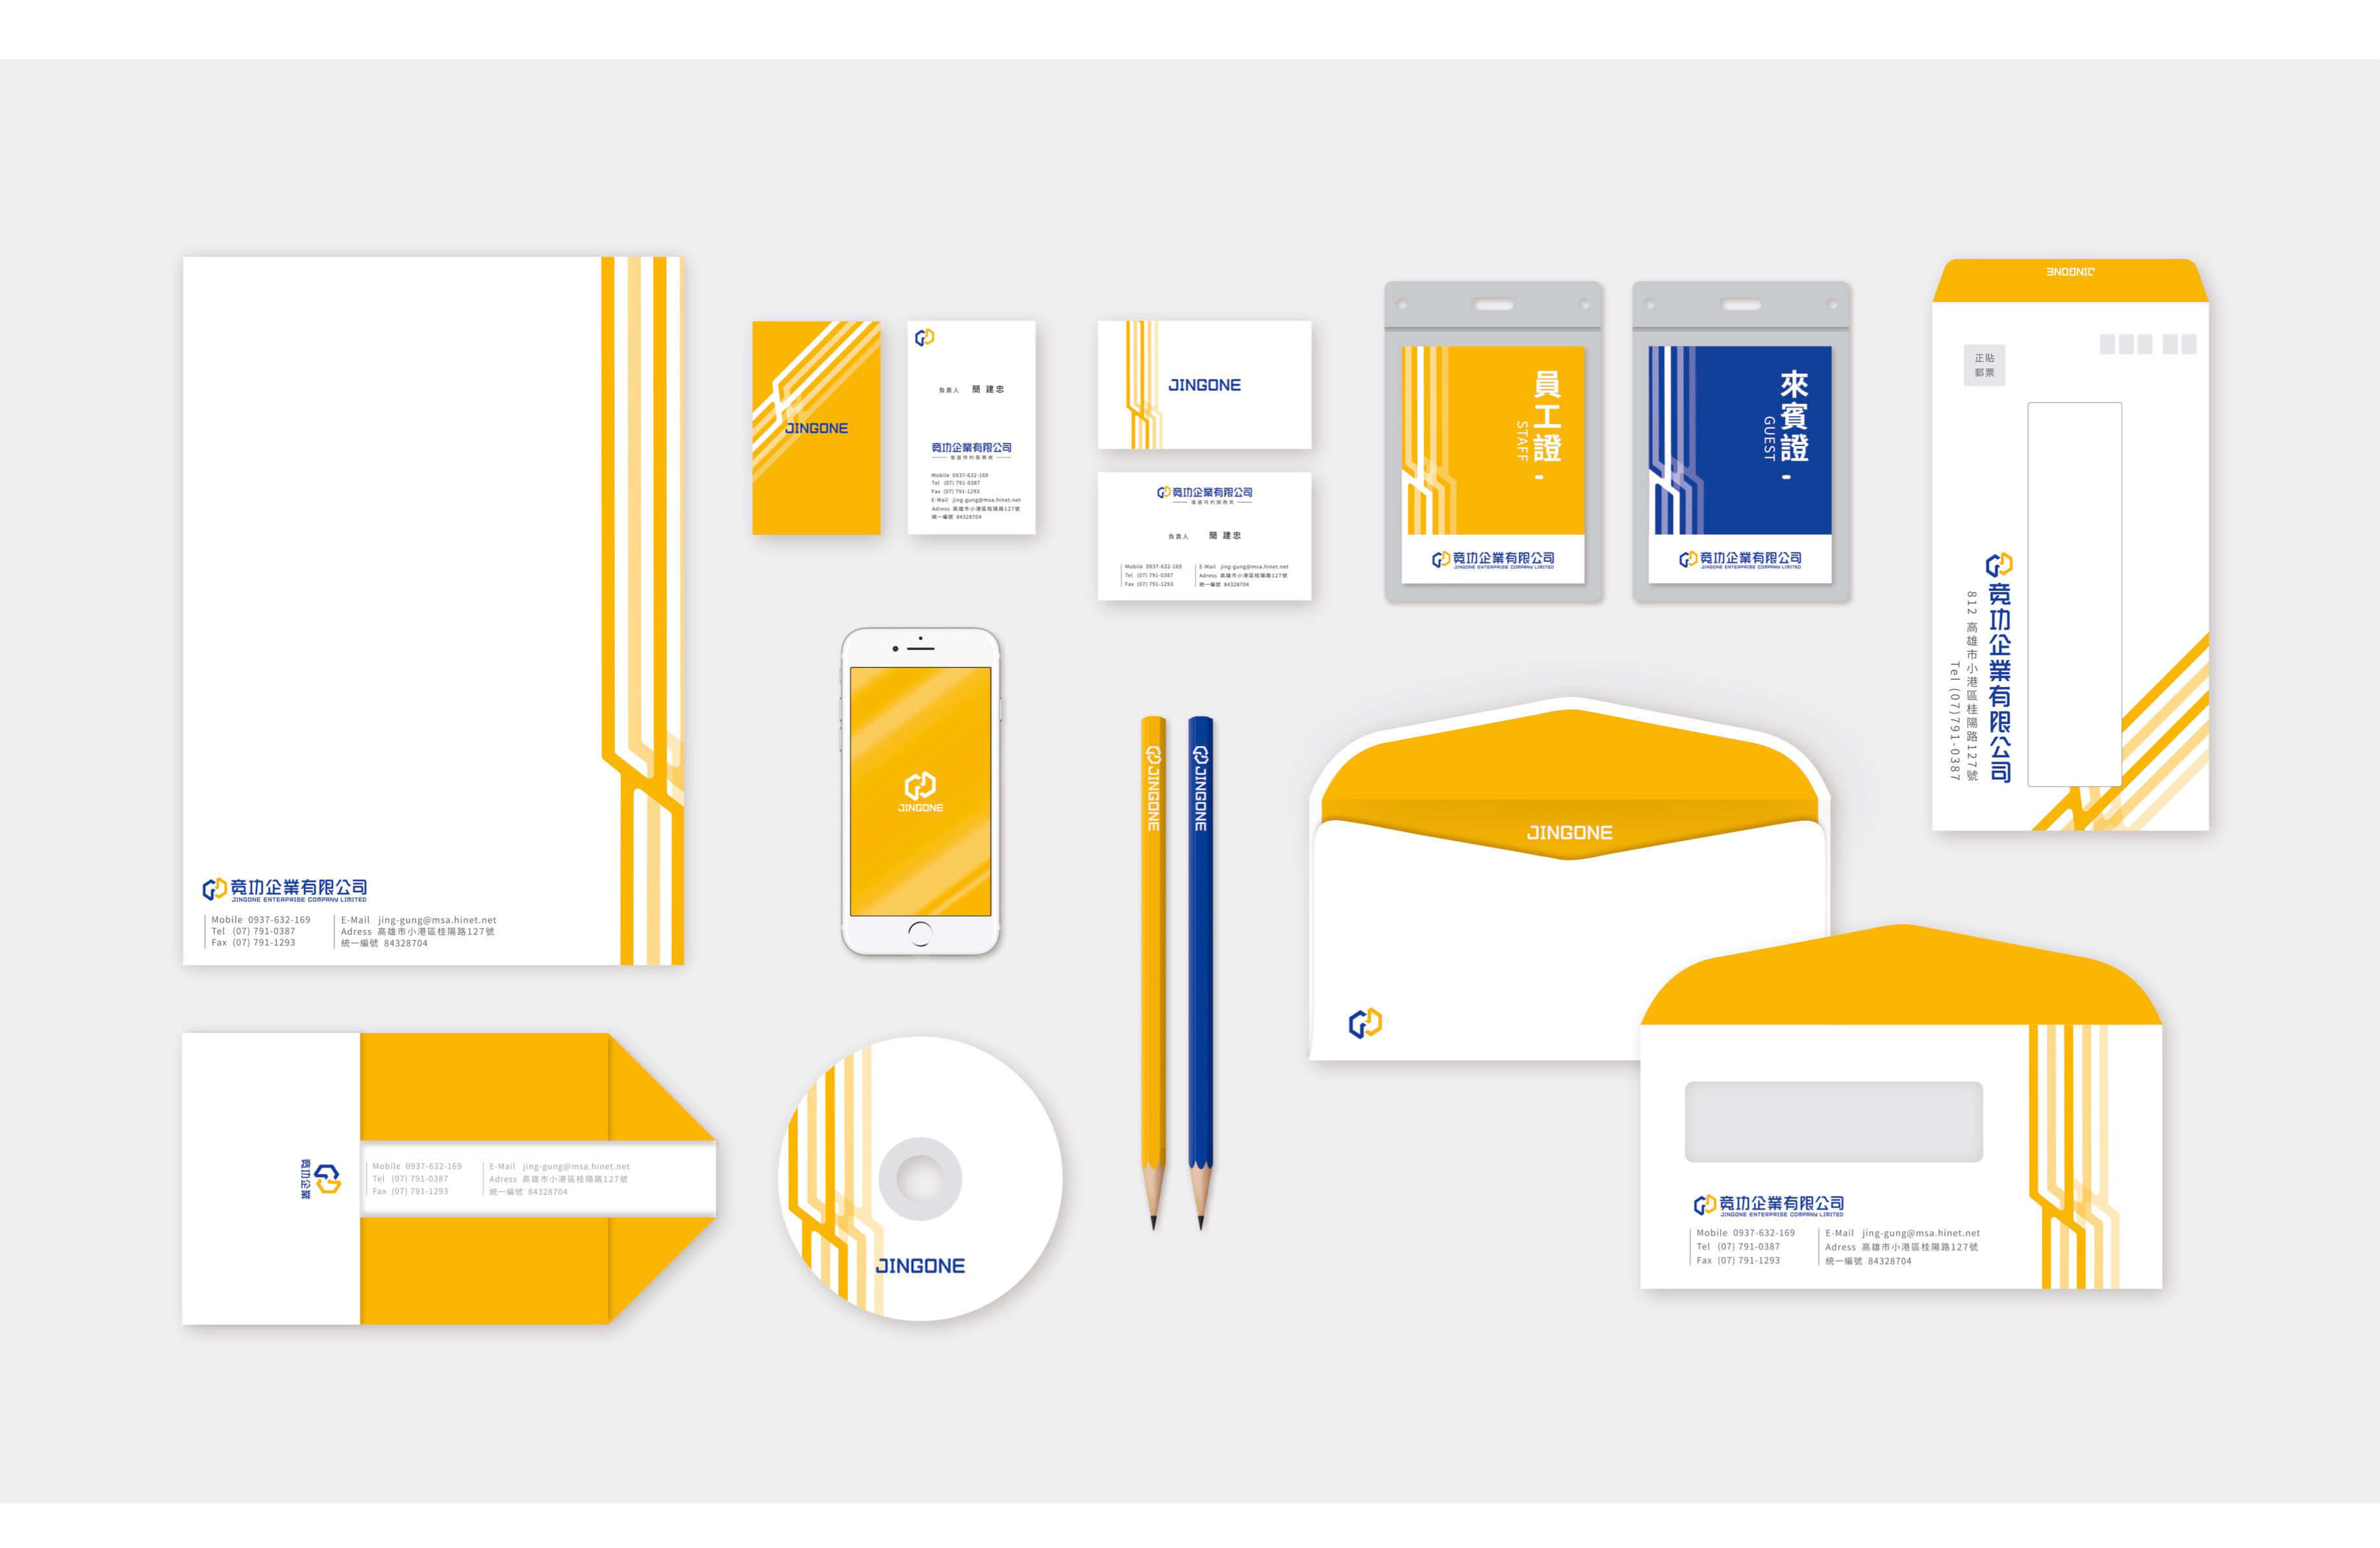 竟功企業有限公司
JINGONE ENTERPRISE COMPANY LIMITED
Mobile 0937-632-169
Tel (07) 791-0387
Fax (07) 791-1293
E-Mail jing-gung@msa.hinet.net
Adress 高雄市小港區桂陽路127號
統一編號 84328704
JINGONE
負責人 簡 建忠
竟功企業有限公司
Mobile 0937-632-169
Tel (07) 791-0387
Fax (07) 791-1293
E-Mail jing-gung@msa.hinet.net
Adress 高雄市小港區桂陽路127號
統一編號 84328704
JINGONE
竟功企業有限公司
負責人 簡 建忠
Mobile 0937-632-169
Tel (07) 791-0387
Fax (07) 791-1293
E-Mail jing-gung@msa.hinet.net
Adress 高雄市小港區桂陽路127號
統一編號 84328704
員工證
STAFF
竟功企業有限公司
JINGONE ENTERPRISE COMPANY LIMITED
來賓證
GUEST
竟功企業有限公司
JINGONE ENTERPRISE COMPANY LIMITED
JINGONE
正貼
郵票
竟功企業有限公司
812 高雄市小港區桂陽路127號
Tel (07)791-0387
JINGONE
JINGONE
JINGONE
JINGONE
竟功企業
Mobile 0937-632-169
Tel (07) 791-0387
Fax (07) 791-1293
E-Mail jing-gung@msa.hinet.net
Adress 高雄市小港區桂陽路127號
統一編號 84328704
JINGONE
竟功企業有限公司
JINGONE ENTERPRISE COMPANY LIMITED
Mobile 0937-632-169
Tel (07) 791-0387
Fax (07) 791-1293
E-Mail jing-gung@msa.hinet.net
Adress 高雄市小港區桂陽路127號
統一編號 84328704